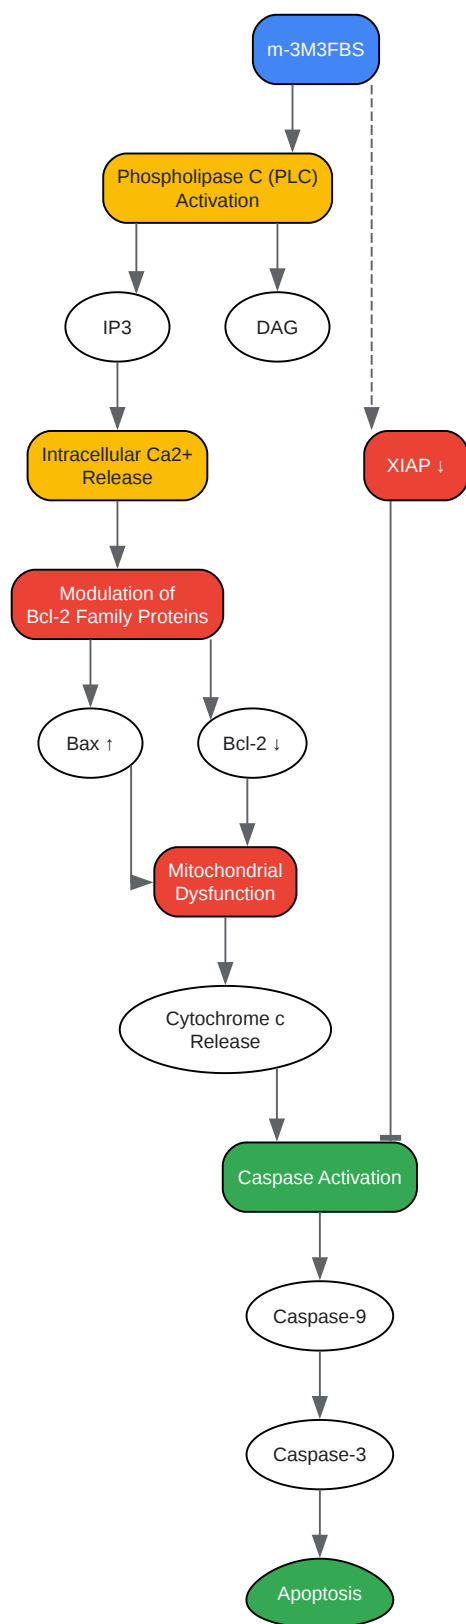 m-3M3FBS
Phospholipase C (PLC)
Activation
IP3
DAG
Intracellular Ca2+
Release
XIAP ↓
Modulation of
Bcl-2 Family Proteins
Bax ↑
Bcl-2 ↓
Mitochondrial
Dysfunction
Cytochrome c
Release
Caspase Activation
Caspase-9
Caspase-3
Apoptosis